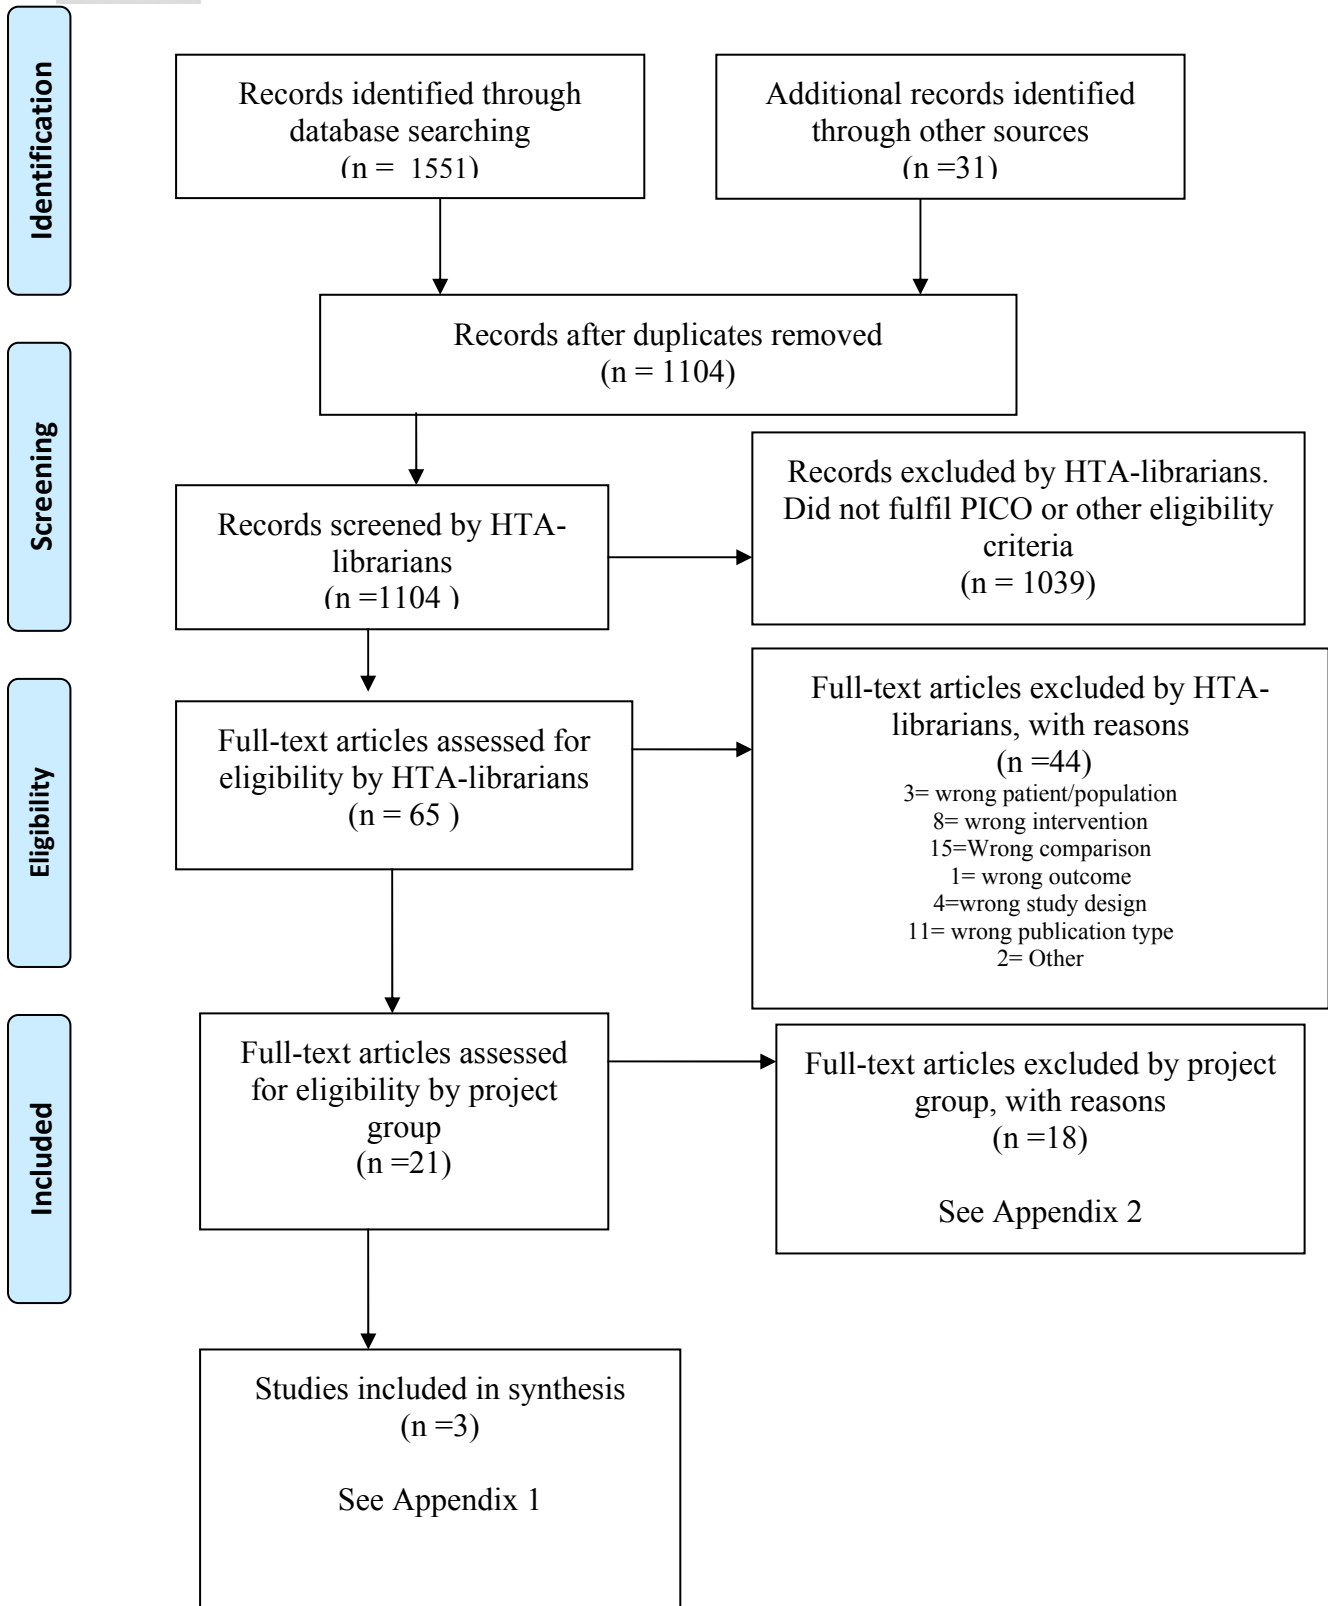 Identification
Records identified through
database searching
(n = 1551)
Additional records identified
through other sources
(n =31)
Records after duplicates removed
(n = 1104)
Screening
Records screened by HTA-
librarians
(n =1104 )
Records excluded by HTA-librarians.
Did not fulfil PICO or other eligibility
criteria
(n = 1039)
Eligibility
Full-text articles assessed for
eligibility by HTA-librarians
(n = 65 )
Full-text articles excluded by HTA-
librarians, with reasons
(n =44)
3= wrong patient/population
8= wrong intervention
15=Wrong comparison
1= wrong outcome
4=wrong study design
11= wrong publication type
2= Other
Included
Full-text articles assessed
for eligibility by project
group
(n =21)
Full-text articles excluded by project
group, with reasons
(n =18)
See Appendix 2
Studies included in synthesis
(n =3)
See Appendix 1